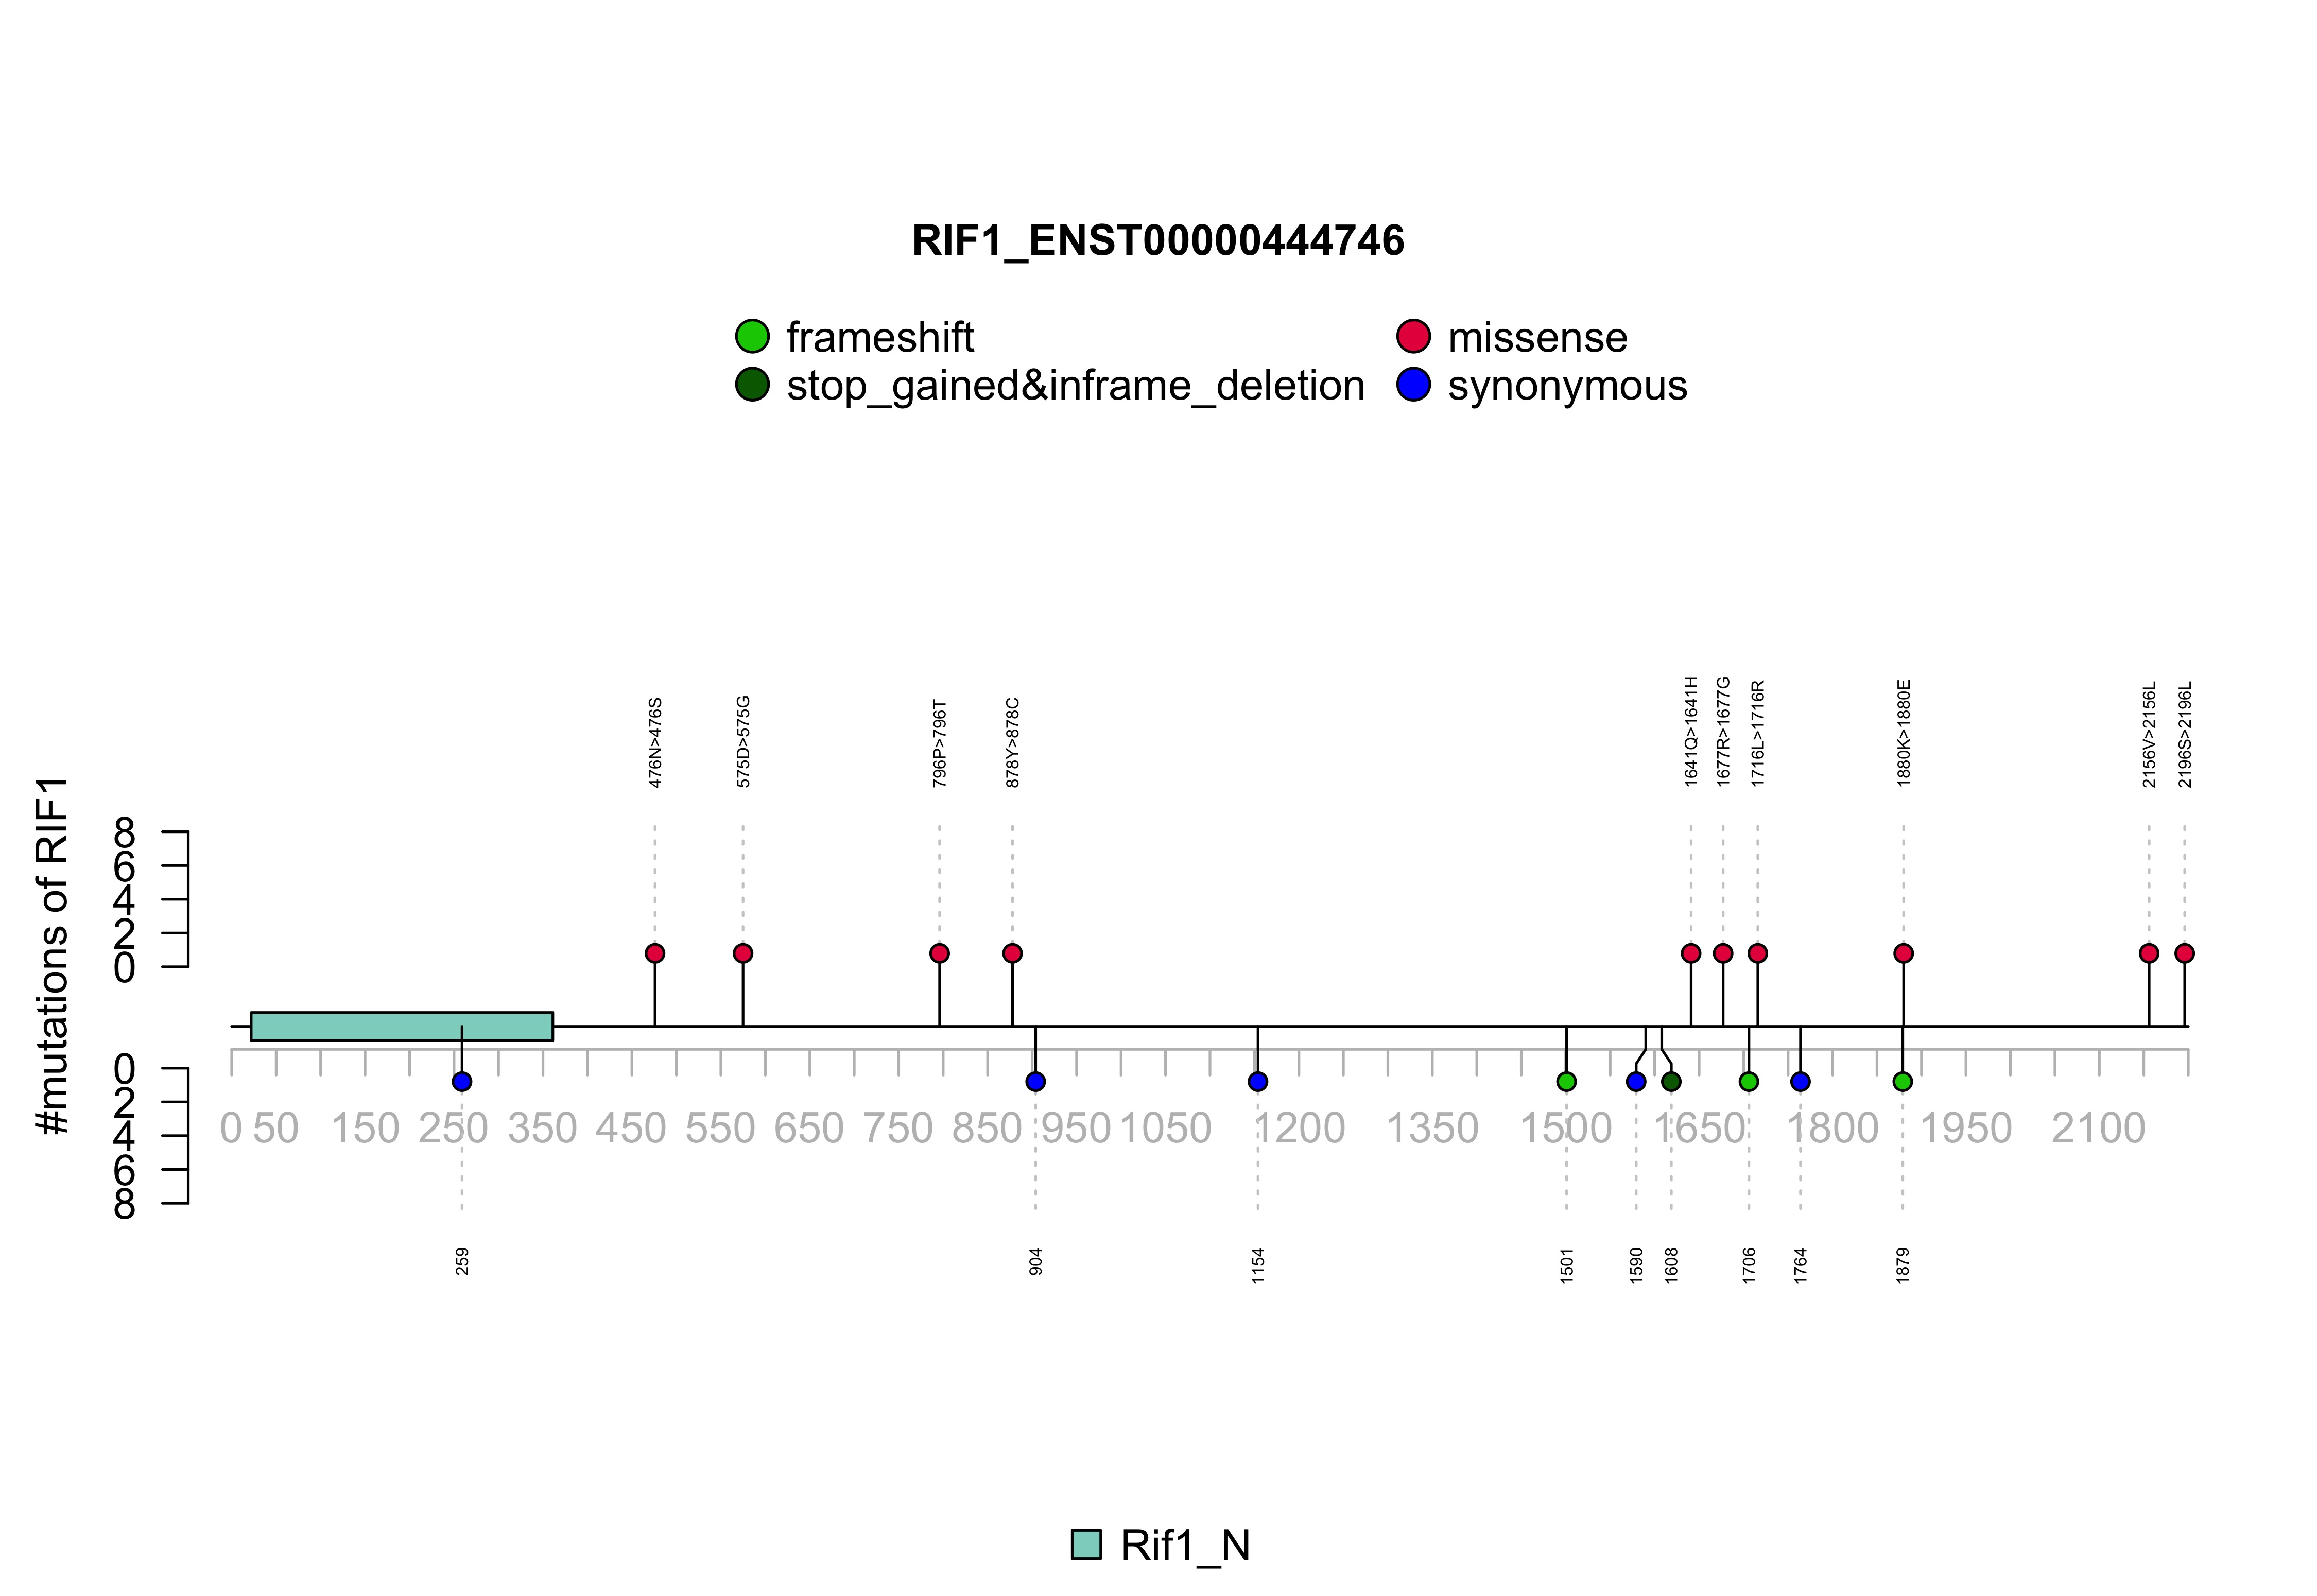 RIF1_ENST00000444746
frameshift
missense
stop_gained&inframe_deletion
synonymous
476N>476S
575D>575G
796P>796T
878Y>878C
1641Q>1641H
1677R>1677G
1716L>1716R
1880K>1880E
2156V>2156L
2196S>2196L
#mutations of RIF1
8
6
4
2
0
0
2
4
6
8
0 50 150 250 350 450 550 650 750 850 950 1050 1200 1350 1500 1650 1800 1950 2100
259
904
1154
1501
1590
1608
1706
1764
1879
Rif1_N